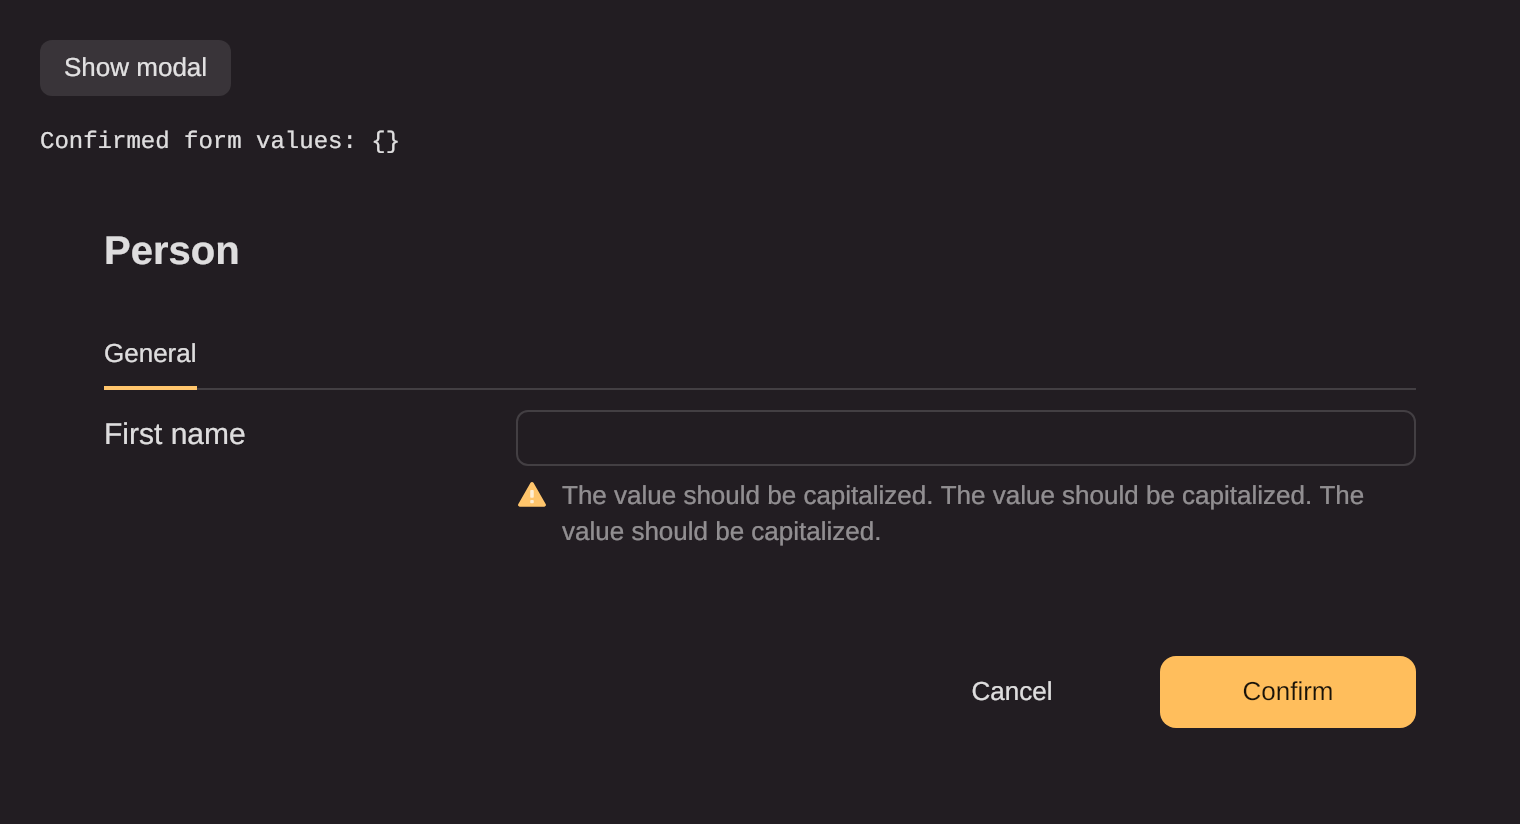 Show modal
Confirmed form values: {}
Person
General
First name
The value should be capitalized. The value should be capitalized. The
value should be capitalized.
Cancel
Confirm